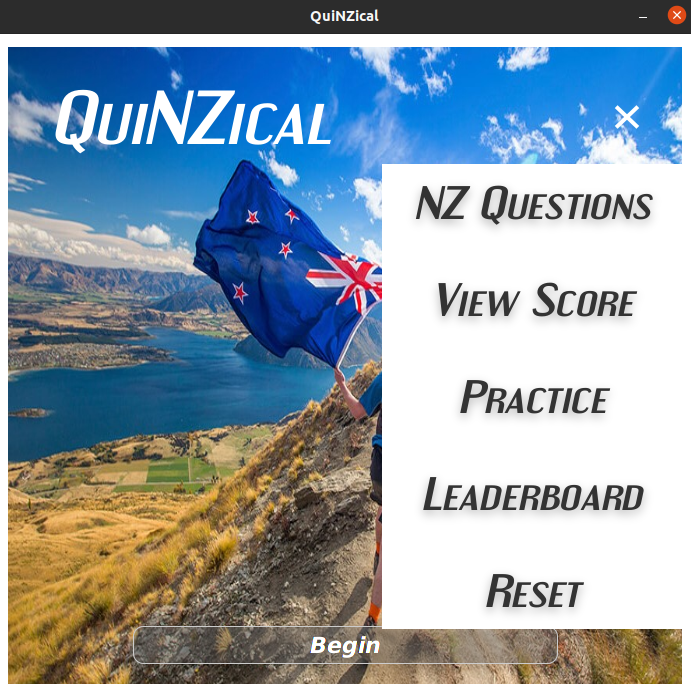 QuiNZical
QuiNZical
NZ Questions
View Score
Practice
Leaderboard
Reset
Begin